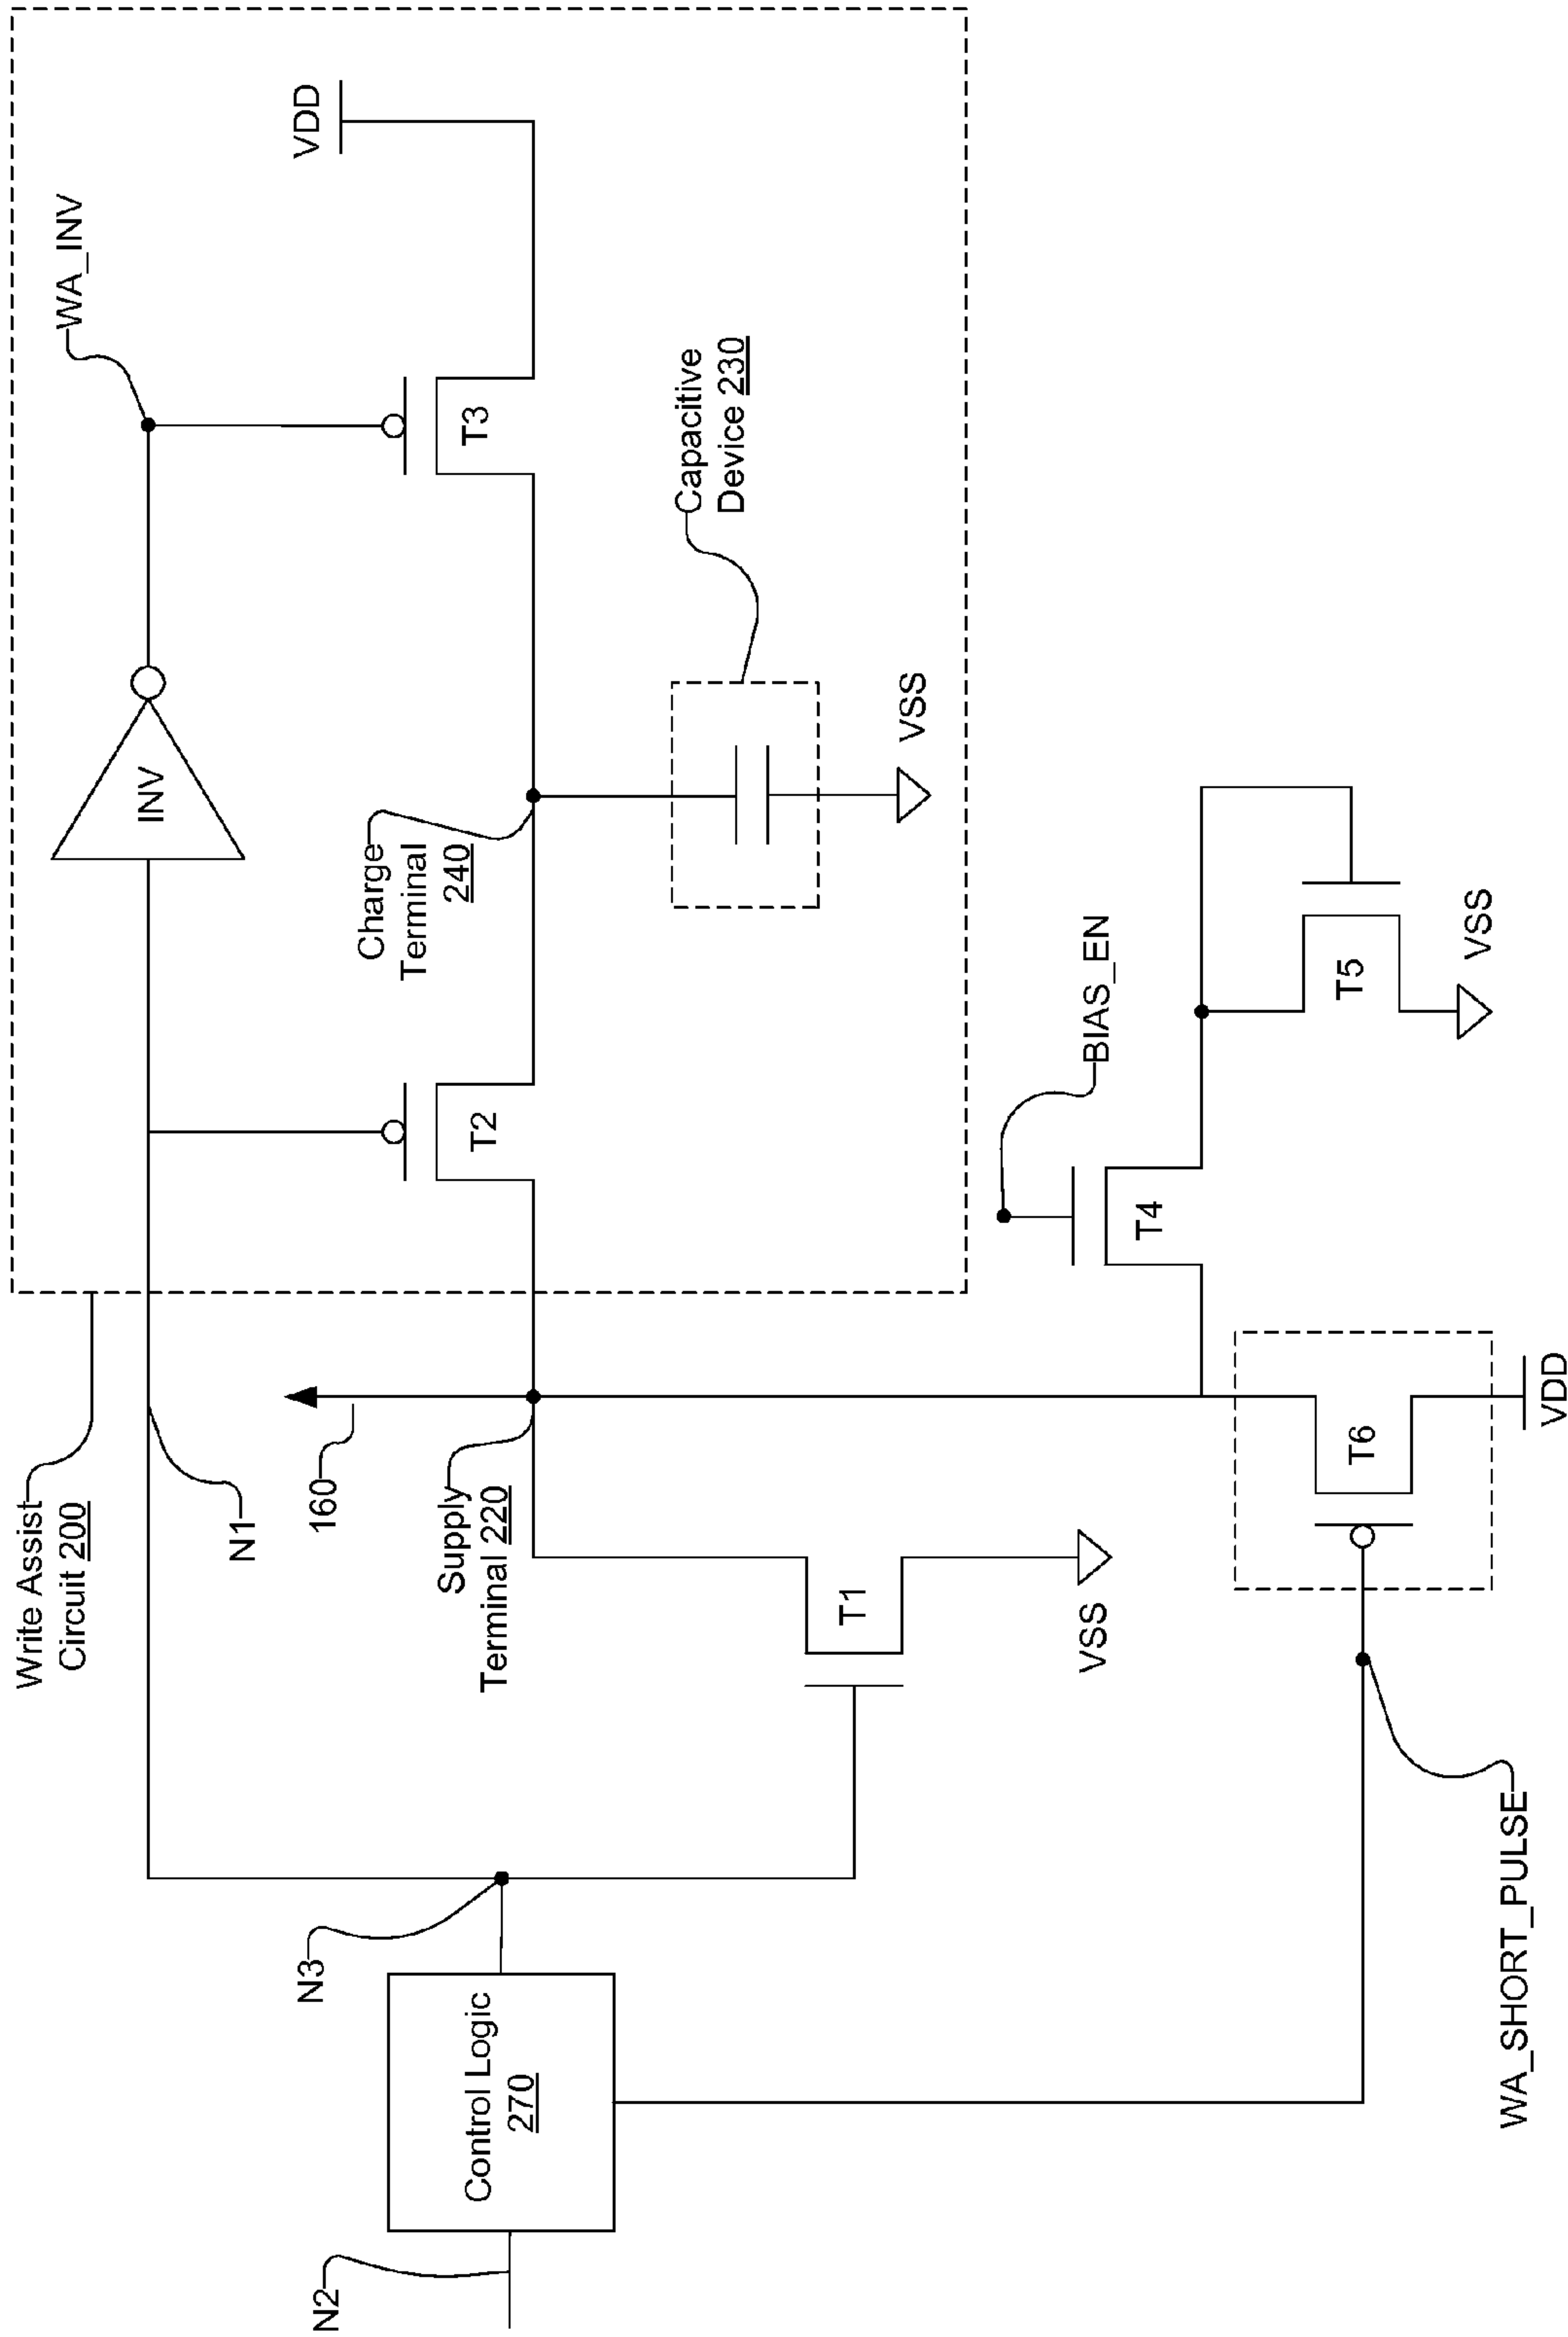 Write Assist
Circuit 200
N1
INV
WA_INV
VDD
T3
T2
Charge
Terminal
240
Capacitive
Device 230
VSS
160
Supply
Terminal 220
N3
N2
Control Logic
270
T1
VSS
BIAS_EN
T4
T5
VSS
T6
VDD
WA_SHORT_PULSE